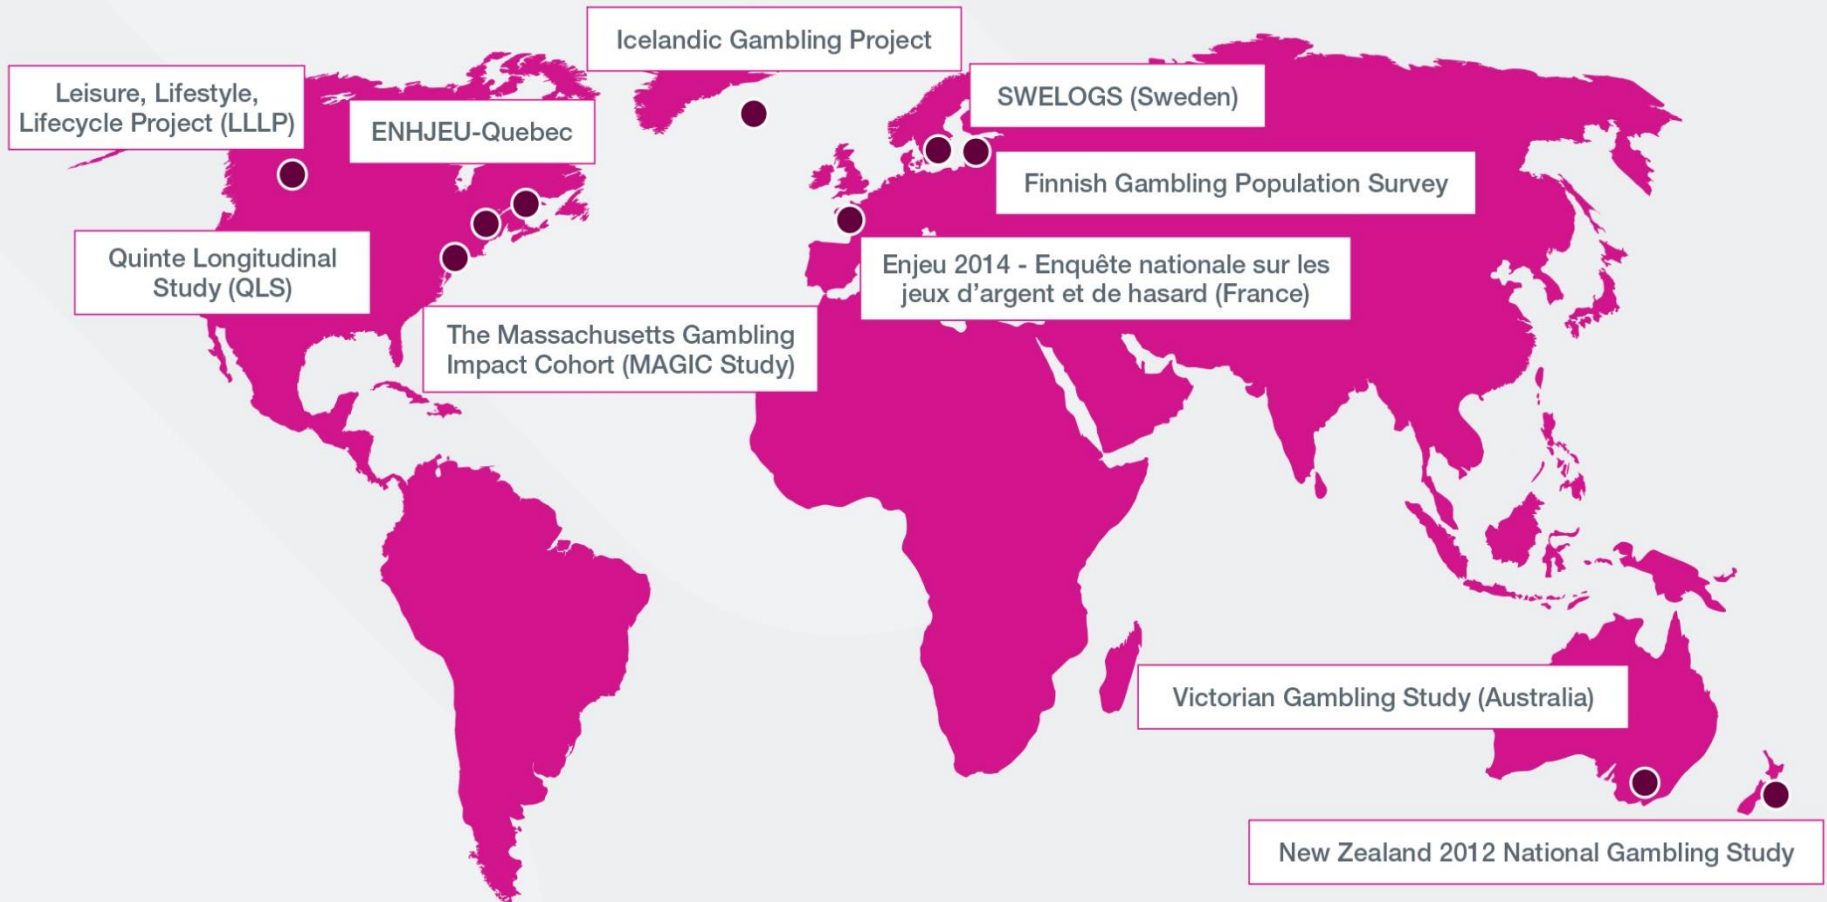 Icelandic Gambling Project
Leisure, Lifestyle,
Lifecycle Project (LLLP)
ENHJEU-Quebec
SWELOGS (Sweden)
Finnish Gambling Population Survey
Quinte Longitudinal
Study (QLS)
Enjeu 2014 - Enquête nationale sur les
jeux d’argent et de hasard (France)
The Massachusetts Gambling
Impact Cohort (MAGIC Study)
Victorian Gambling Study (Australia)
New Zealand 2012 National Gambling Study